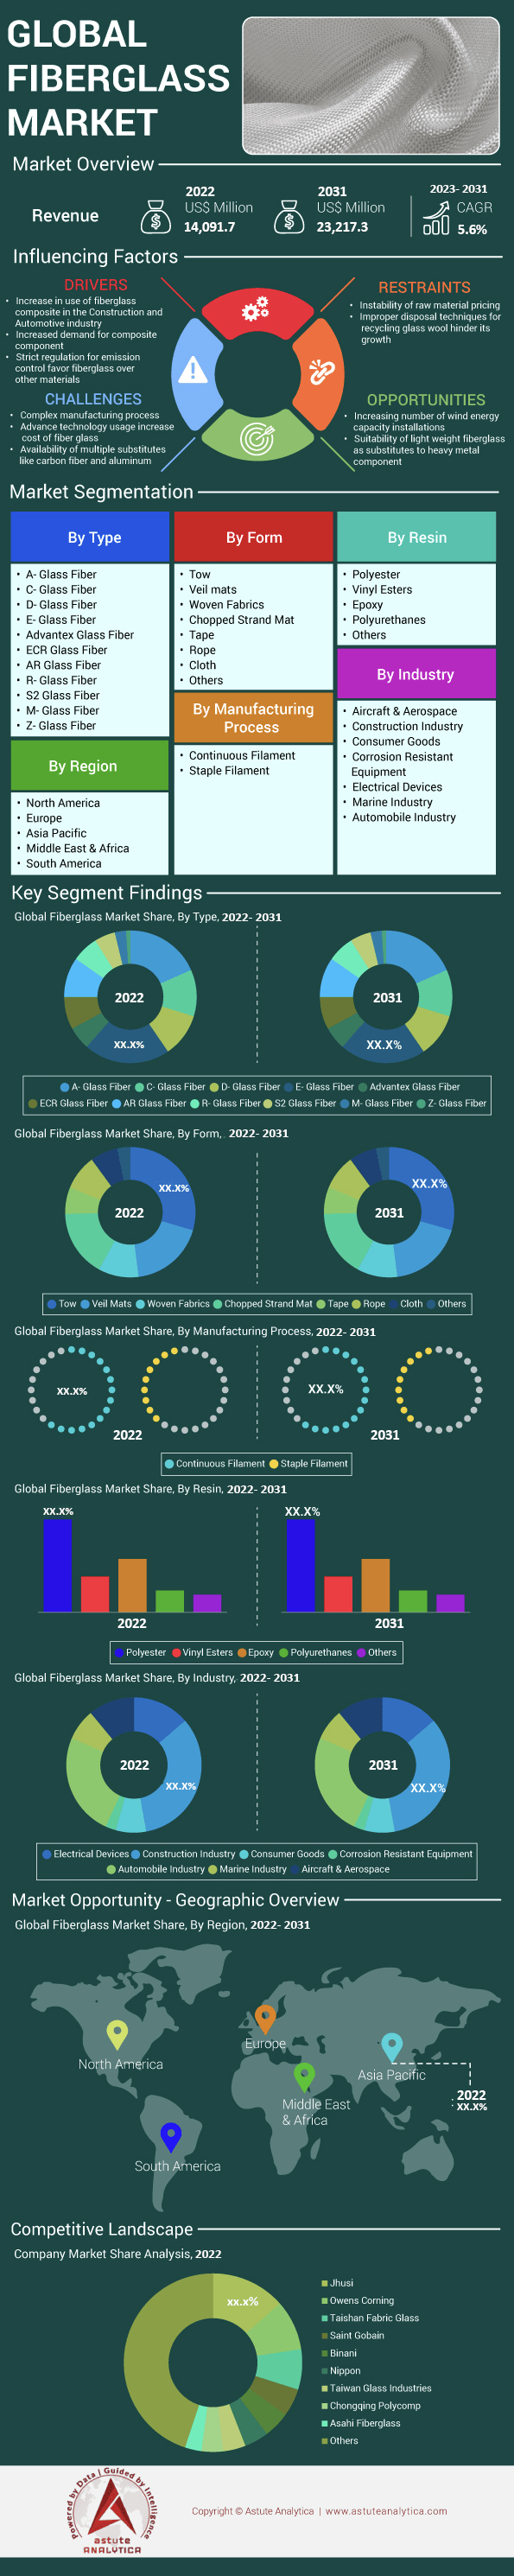 GLOBAL
FIBERGLASS
MARKET
Market Overview
Revenue
2022
US$ Million
14,091.7
2031
US$ Million
23,217.3
2023- 2031
CAGR
5.6%
Influencing Factors
DRIVERS
• Increase in use of fiberglass
composite in the Construction and
Automotive industry
• Increased demand for composite
component
• Strict regulation for emission
control favor fiberglass over
other materials
RESTRAINTS
• Instability of raw material pricing
• Improper disposal techniques for
recycling glass wool hinder its
growth
CHALLENGES
• Complex manufacturing process
• Advance technology usage increase
cost of fiber glass
• Availability of multiple substitutes
like carbon fiber and aluminum
OPPORTUNITIES
• Increasing number of wind energy
capacity installations
• Suitability of light weight fiberglass
as substitutes to heavy metal
component
Market Segmentation
By Type
• A- Glass Fiber
• C- Glass Fiber
• D- Glass Fiber
• E- Glass Fiber
• Advantex Glass Fiber
• ECR Glass Fiber
• AR Glass Fiber
• R- Glass Fiber
• S2 Glass Fiber
• M- Glass Fiber
• Z- Glass Fiber
By Region
• North America
• Europe
• Asia Pacific
• Middle East & Africa
• South America
By Form
• Tow
• Veil mats
• Woven Fabrics
• Chopped Strand Mat
• Tape
• Rope
• Cloth
• Others
By Manufacturing
Process
• Continuous Filament
• Staple Filament
By Resin
• Polyester
• Vinyl Esters
• Epoxy
• Polyurethanes
• Others
By Industry
• Aircraft & Aerospace
• Construction Industry
• Consumer Goods
• Corrosion Resistant
Equipment
• Electrical Devices
• Marine Industry
• Automobile Industry
Key Segment Findings
Global Fiberglass Market Share, By Type, 2022- 2031
2022
XX.X%
2031
XX.X%
A- Glass Fiber C- Glass Fiber D- Glass Fiber E- Glass Fiber Advantex Glass Fiber
ECR Glass Fiber AR Glass Fiber R- Glass Fiber S2 Glass Fiber M- Glass Fiber Z- Glass Fiber
Global Fiberglass Market Share, By Form, 2022- 2031
XX.X%
2022
XX.X%
2031
Tow Veil Mats Woven Fabrics Chopped Strand Mat Tape Rope Cloth Others
Global Fiberglass Market Share, By Manufacturing Process, 2022- 2031
XX.X%
2022
XX.X%
2031
Continuous Filament Staple Filament
Global Fiberglass Market Share, By Resin, 2022- 2031
XX.X%
2022
XX.X%
2031
Polyester Vinyl Esters Epoxy Polyurethanes Others
Global Fiberglass Market Share, By Industry, 2022- 2031
2022
XX.X%
2031
XX.X%
Electrical Devices Construction Industry Consumer Goods Corrosion Resistant Equipment
Automobile Industry Marine Industry Aircraft & Aerospace
Market Opportunity - Geographic Overview
Global Fiberglass Market Share, By Region, 2022- 2031
North America
Europe
Asia Pacific
Middle East
& Africa
2022
XX.X%
South America
Competitive Landscape
Company Market Share Analysis, 2022
xx.x%
Jhusi
Owens Corning
Taishan Fabric Glass
Saint Gobain
Binani
Nippon
Taiwan Glass Industries
Chongqing Polycomp
Asahi Fiberglass
Others
Powered by Data | Guided by Intelligence
astute
ANALYTICA
Copyright © Astute Analytica | www.astuteanalytica.com